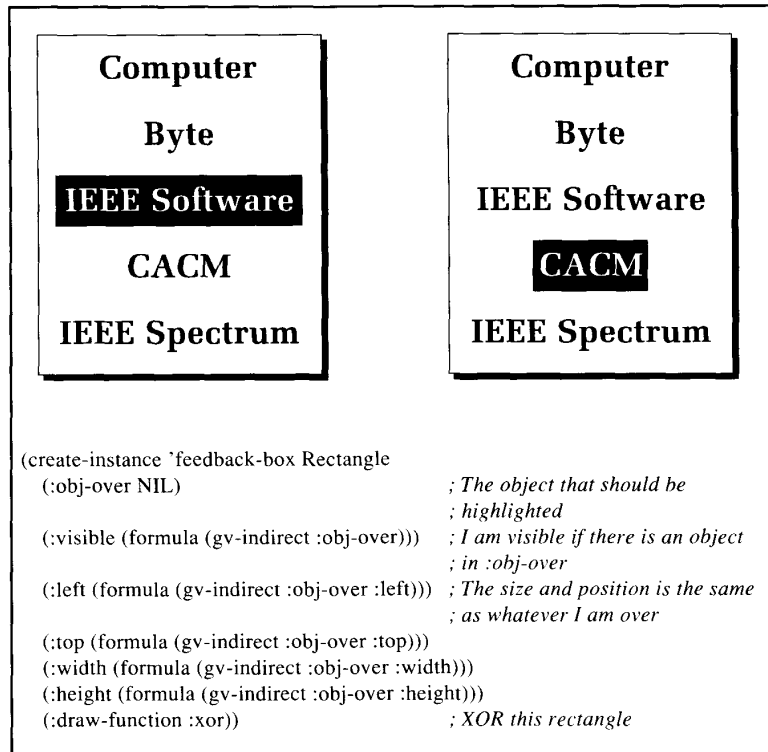 Computer
Byte
IEEE Software
CACM
IEEE Spectrum
Computer
Byte
IEEE Software
CACM
IEEE Spectrum
(create-instance 'feedback-box Rectangle
(:obj-over NIL) ; The object that should be
; highlighted
(:visible (formula (gv-indirect :obj-over))) ; I am visible if there is an object
; in :obj-over
(:left (formula (gv-indirect :obj-over :left))) ; The size and position is the same
; as whatever I am over
(:top (formula (gv-indirect :obj-over :top)))
(:width (formula (gv-indirect :obj-over :width)))
(:height (formula (gv-indirect :obj-over :height)))
(:draw-function :xor)) ; XOR this rectangle